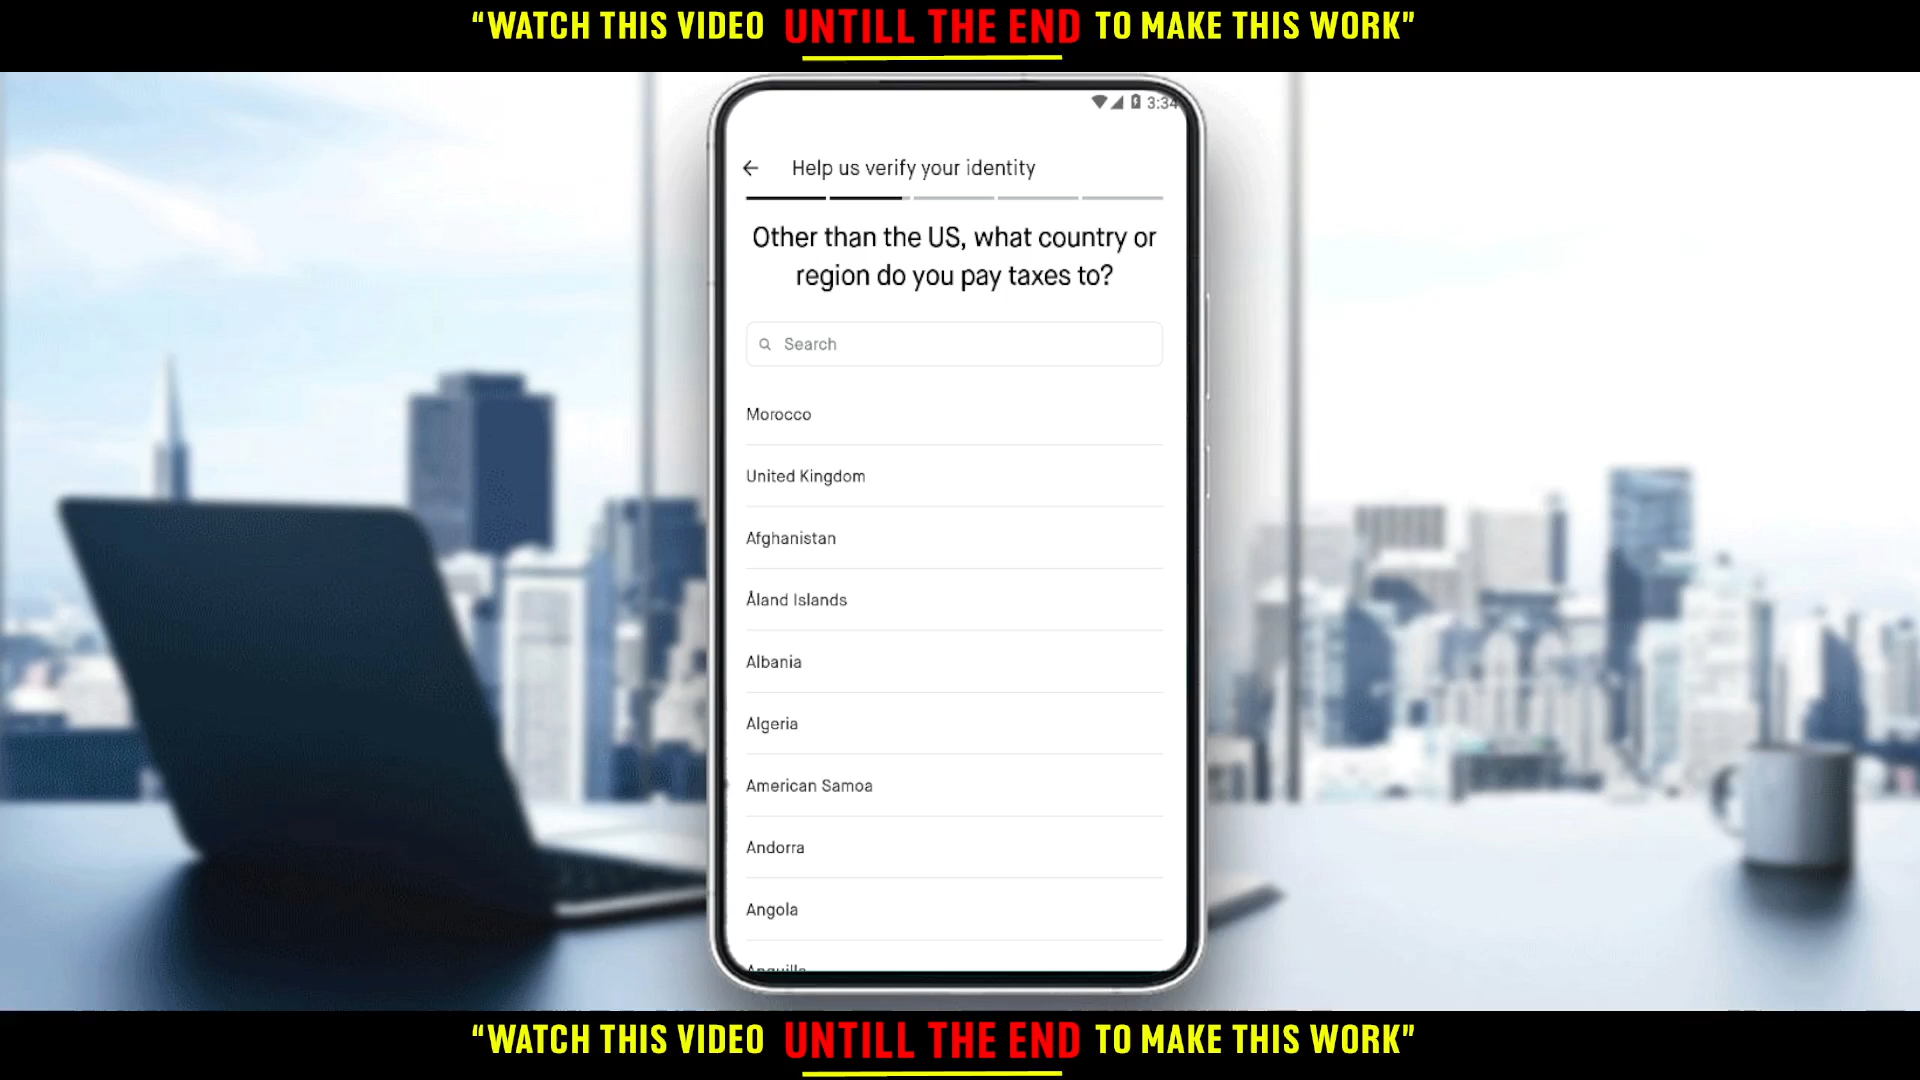 “WATCH THIS VIDEO UNTILL THE END TO MAKE THIS WORK”
3:34
Help us verify your identity
Other than the US, what country or
region do you pay taxes to?
Search
Morocco
United Kingdom
Afghanistan
Åland Islands
Albania
Algeria
American Samoa
Andorra
Angola
“WATCH THIS VIDEO UNTILL THE END TO MAKE THIS WORK”